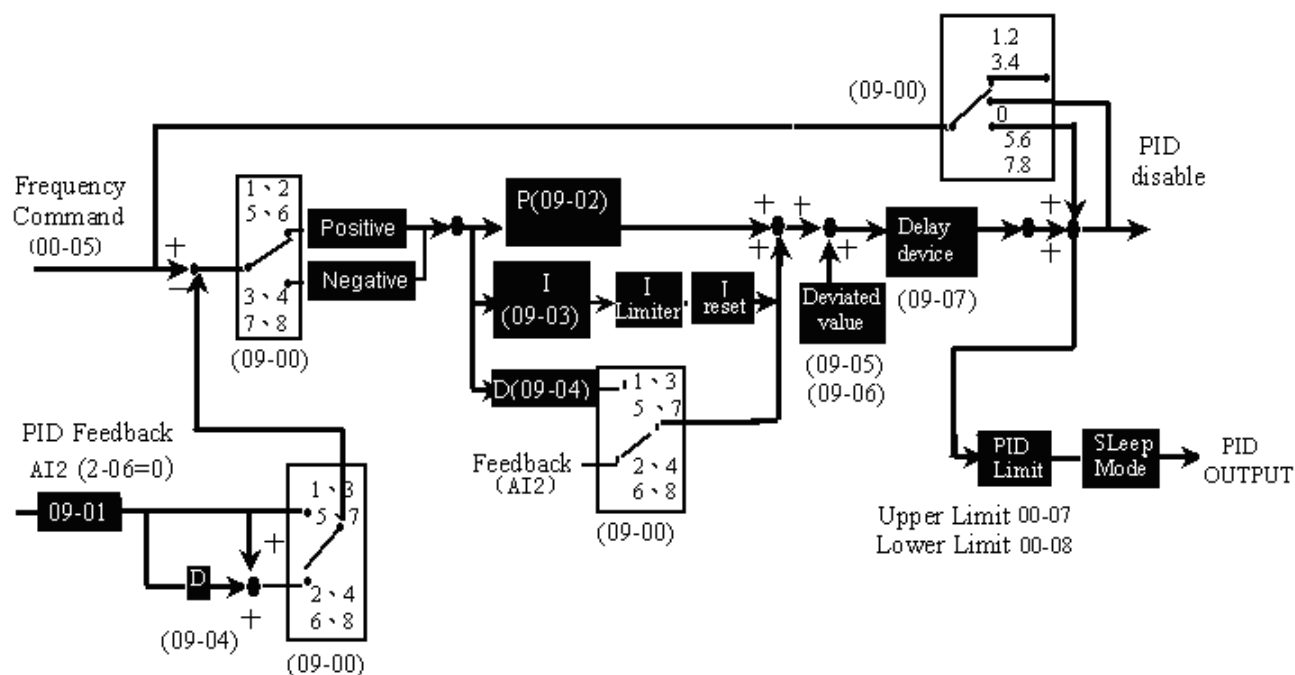 1.2
3.4
(09-00)
0
5.6
7.8
PID
disable
Frequency
Command
(00-05)
+
−
1、2
5、6
3、4
7、8
(09-00)
Positive
Negative
P(09-02)
I
(09-03)
I
Limiter
I
reset
D(09-04)
1、3
5、7
2、4
6、8
(09-00)
Feedback
(AI2)
+
+
+
+
Deviated
value
(09-05)
(09-06)
Delay
device
(09-07)
+
+
PID
Limit
SLeep
Mode
PID
OUTPUT
Upper Limit 00-07
Lower Limit 00-08
PID Feedback
AI2 (2-06=0)
09-01
D
(09-04)
+
+
1、3
5、7
2、4
6、8
(09-00)